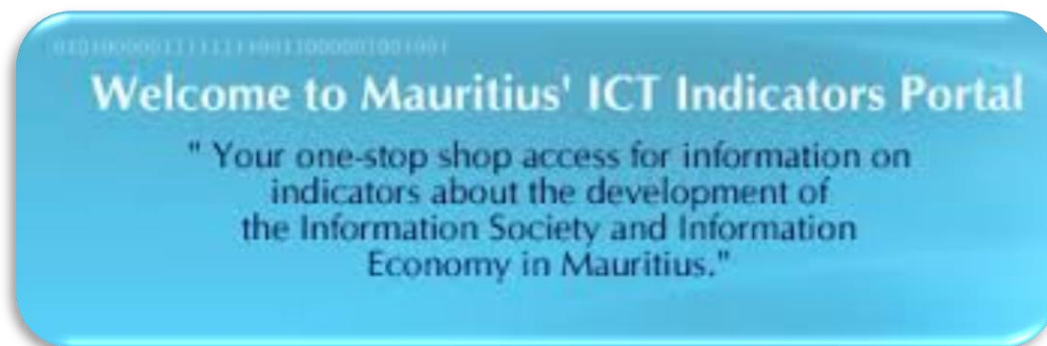 Welcome to Mauritius' ICT Indicators Portal
" Your one-stop shop access for information on
indicators about the development of
the Information Society and Information
Economy in Mauritius."